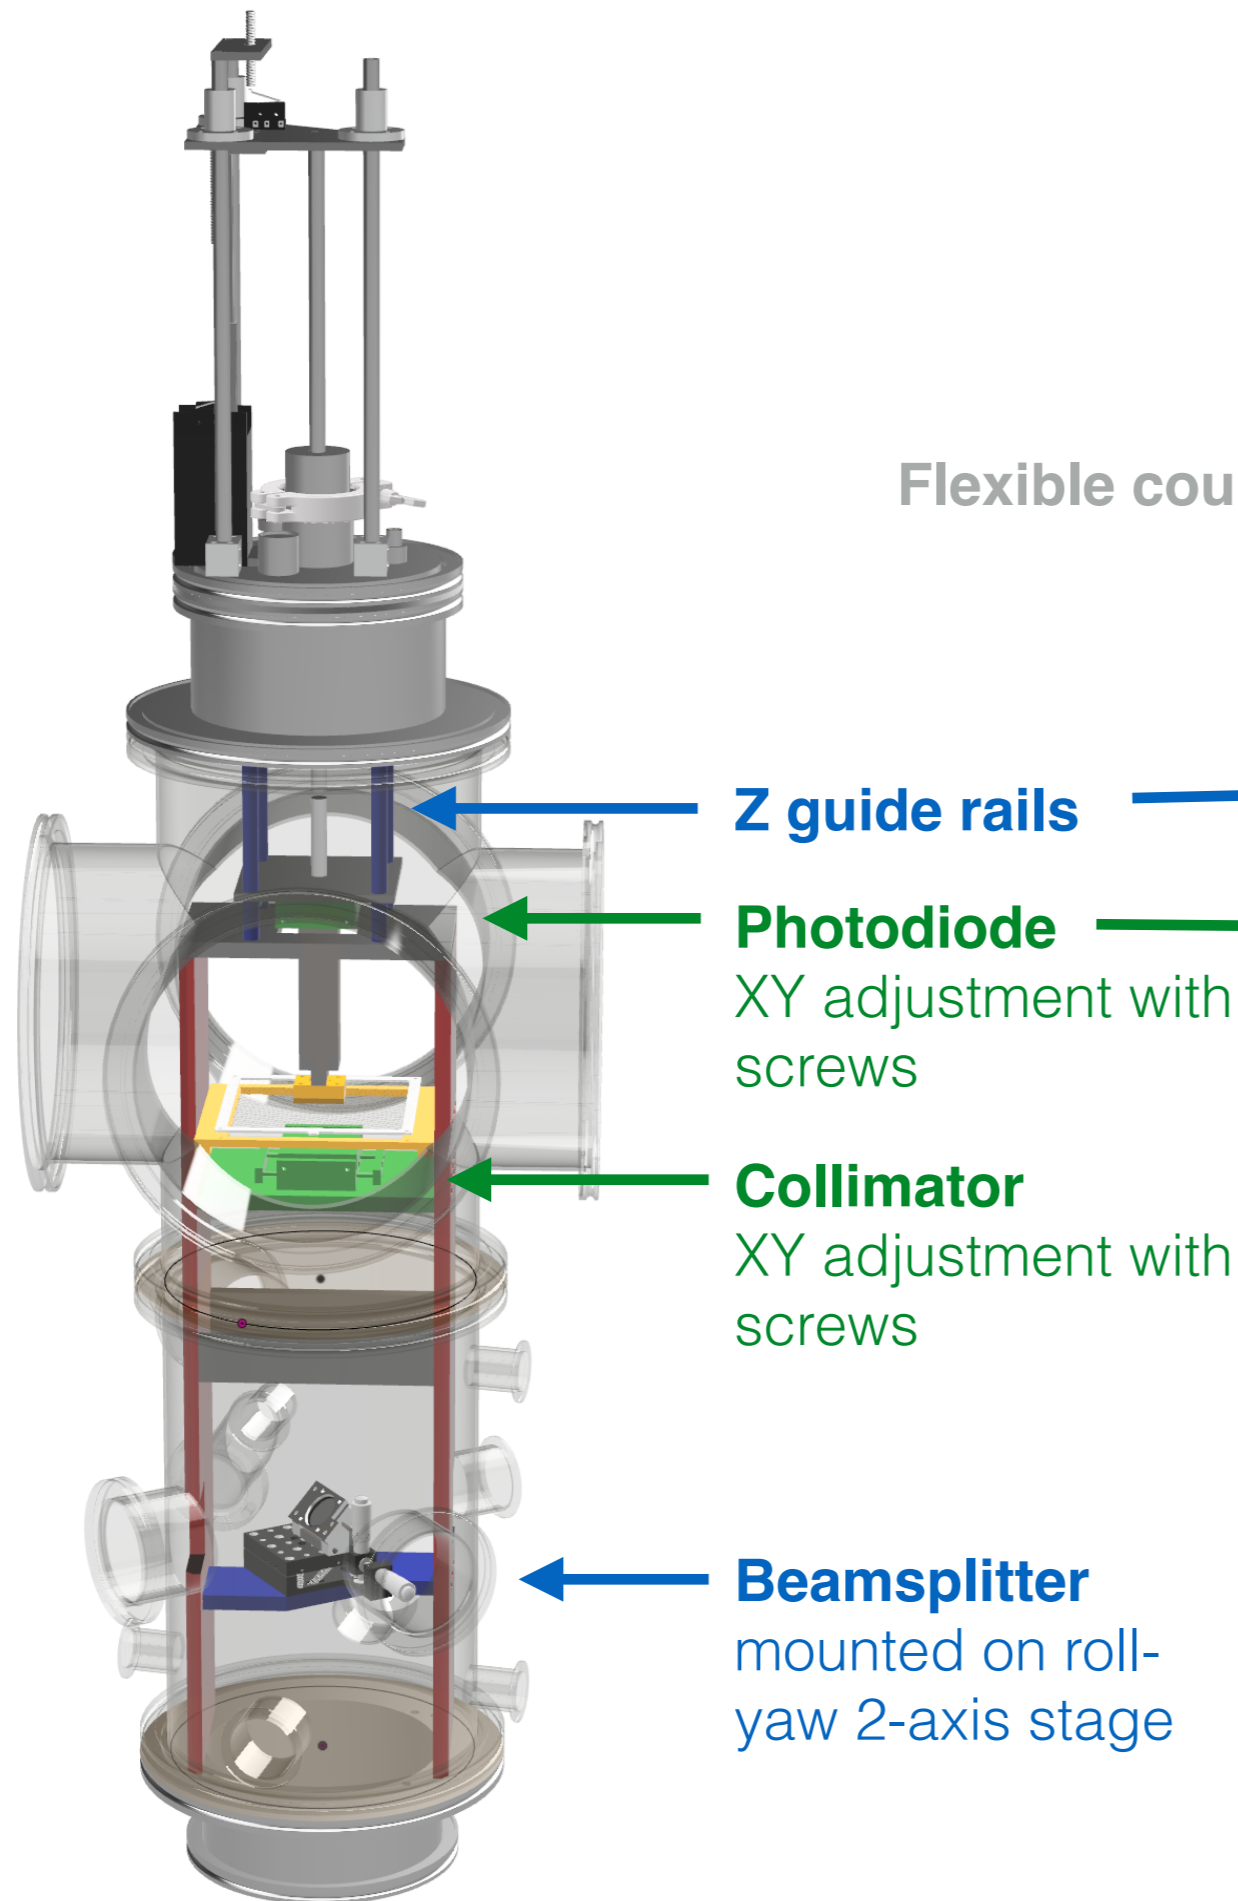 Flexible cou
Z guide rails
Photodiode
XY adjustment with
screws
Collimator
XY adjustment with
screws
Beamsplitter
mounted on roll-
yaw 2-axis stage